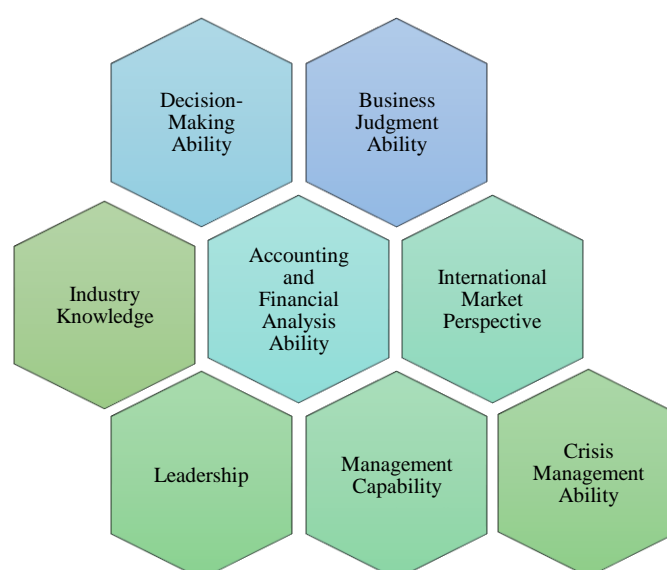 Decision-
Making
Ability
Business
Judgment
Ability
Industry
Knowledge
Accounting
and
Financial
Analysis
Ability
International
Market
Perspective
Leadership
Management
Capability
Crisis
Management
Ability